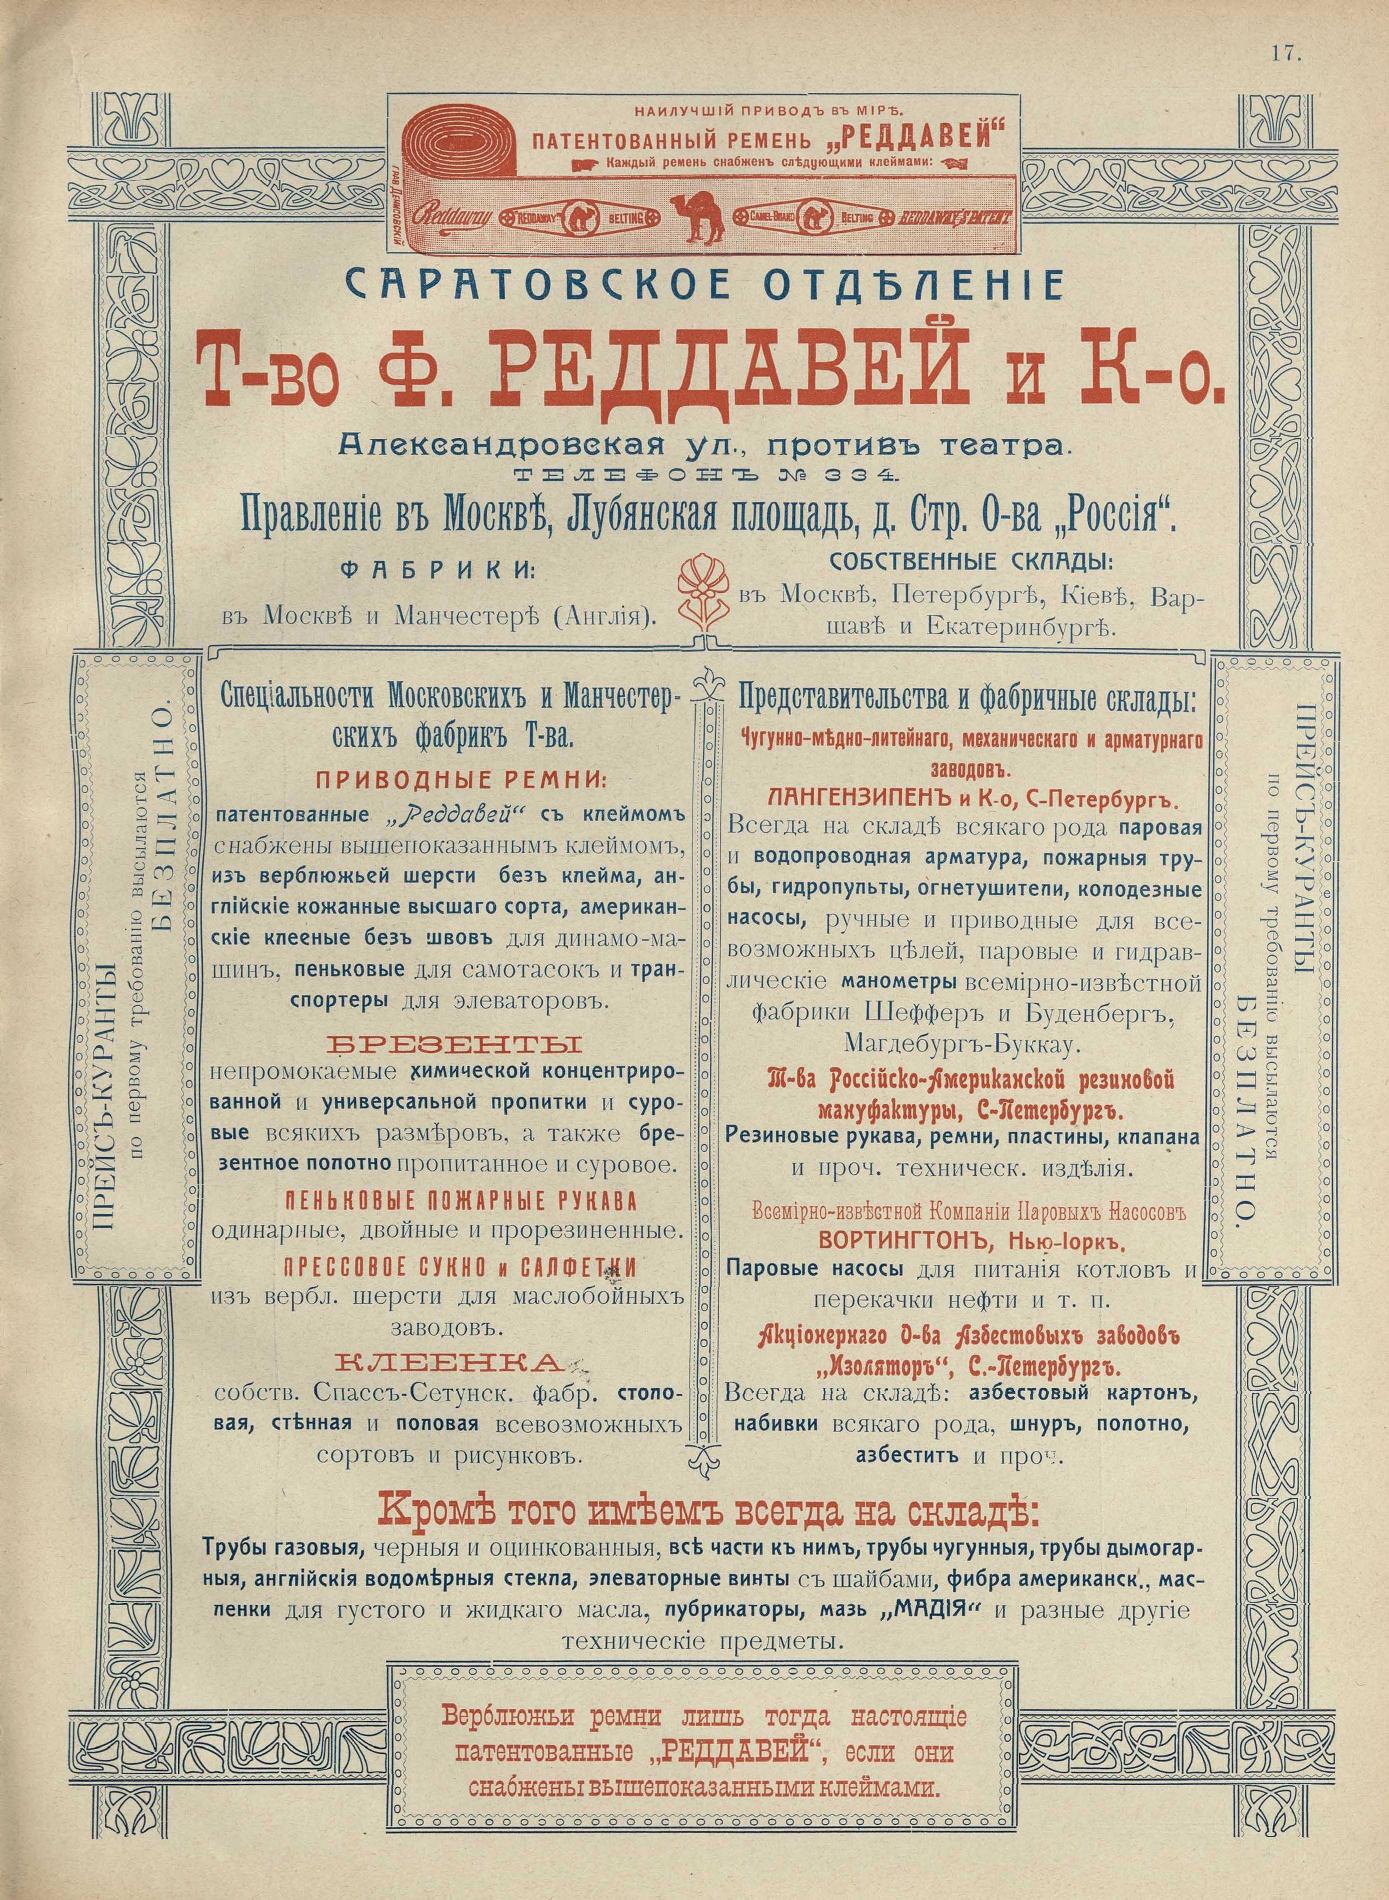 17.
НАИЛУЧШІЙ ПРИВОДЪ ВЪ МІРѢ.
ПАТЕНТОВАННЫЙ РЕМЕНЬ „РЕДДАВЕЙ“
Каждый ремень снабженъ слѣдующими клеймами:
ГРАВ. ДЕНИСОВСКІЙ
Reddaway REDDAWAY'S BELTING CAMEL-BRAND BELTING REDDAWAY'S PATENT
САРАТОВСКОЕ ОТДѢЛЕНІЕ
Т-во Ф. РЕДДАВЕЙ и К-о.
Александровская ул., противъ театра.
ТЕЛЕФОНЪ № 334.
Правленіе въ Москвѣ, Лубянская площадь, д. Стр. О-ва „Россія“.
ФАБРИКИ:
въ Москвѣ и Манчестерѣ (Англія).
СОБСТВЕННЫЕ СКЛАДЫ:
въ Москвѣ, Петербургѣ, Кіевѣ, Вар-
шавѣ и Екатеринбургѣ.
ПРЕЙСЪ-КУРАНТЫ
по первому требованію высылаются
БЕЗПЛАТНО.
Спеціальности Московскихъ и Манчестер-
скихъ фабрикъ Т-ва.
ПРИВОДНЫЕ РЕМНИ:
патентованные „Реддавей“ съ клеймомъ
снабжены вышепоказаннымъ клеймомъ,
изъ верблюжьей шерсти безъ клейма, ан-
глійскіе кожанные высшаго сорта, американ-
скіе клееные безъ швовъ для динамо-ма-
шинъ, пеньковые для самотасокъ и тран-
спортеры для элеваторовъ.
БРЕЗЕНТЫ
непромокаемые химической концентриро-
ванной и универсальной пропитки и суро-
вые всякихъ размѣровъ, а также бре-
зентное полотно пропитанное и суровое.
ПЕНЬКОВЫЕ ПОЖАРНЫЕ РУКАВА
одинарные, двойные и прорезиненные.
ПРЕССОВОЕ СУКНО и САЛФЕТКИ
изъ вербл. шерсти для маслобойныхъ
заводовъ.
КЛЕЕНКА
собств. Спассъ-Сетунск. фабр. столо-
вая, стѣнная и половая всевозможныхъ
сортовъ и рисунковъ.
Представительства и фабричные склады:
Чугунно-мѣдно-литейнаго, механическаго и арматурнаго
заводовъ.
ЛАНГЕНЗИПЕНЪ и К-о, С-Петербургъ.
Всегда на складѣ всякаго рода паровая
и водопроводная арматура, пожарныя тру-
бы, гидропульты, огнетушители, колодезные
насосы, ручные и приводные для все-
возможныхъ цѣлей, паровые и гидрав-
лическіе манометры всемірно-извѣстной
фабрики Шефферъ и Буденбергъ,
Магдебургъ-Буккау.
Т-ва Россійско-Американской резиновой
мануфактуры, С-Петербургъ.
Резиновые рукава, ремни, пластины, клапана
и проч. техническ. издѣлія.
Всемірно-извѣстной Компаніи Паровыхъ Насосовъ
ВОРТИНГТОНЪ, Нью-Іоркъ.
Паровые насосы для питанія котловъ и
перекачки нефти и т. п.
Акціонернаго О-ва Азбестовыхъ заводовъ
„Изоляторъ“, С.-Петербургъ.
Всегда на складѣ: азбестовый картонъ,
набивки всякаго рода, шнуръ, полотно,
азбеститъ и проч.
ПРЕЙСЪ-КУРАНТЫ
по первому требованію высылаются
БЕЗПЛАТНО.
Кромѣ того имѣемъ всегда на складѣ:
Трубы газовыя, черныя и оцинкованныя, всѣ части къ нимъ, трубы чугунныя, трубы дымогар-
ныя, англійскія водомѣрныя стекла, элеваторные винты съ шайбами, фибра американск., мас-
ленки для густого и жидкаго масла, лубрикаторы, мазь „МАДІЯ“ и разные другіе
техническіе предметы.
Верблюжьи ремни лишь тогда настоящіе
патентованные „РЕДДАВЕЙ“, если они
снабжены вышепоказанными клеймами.